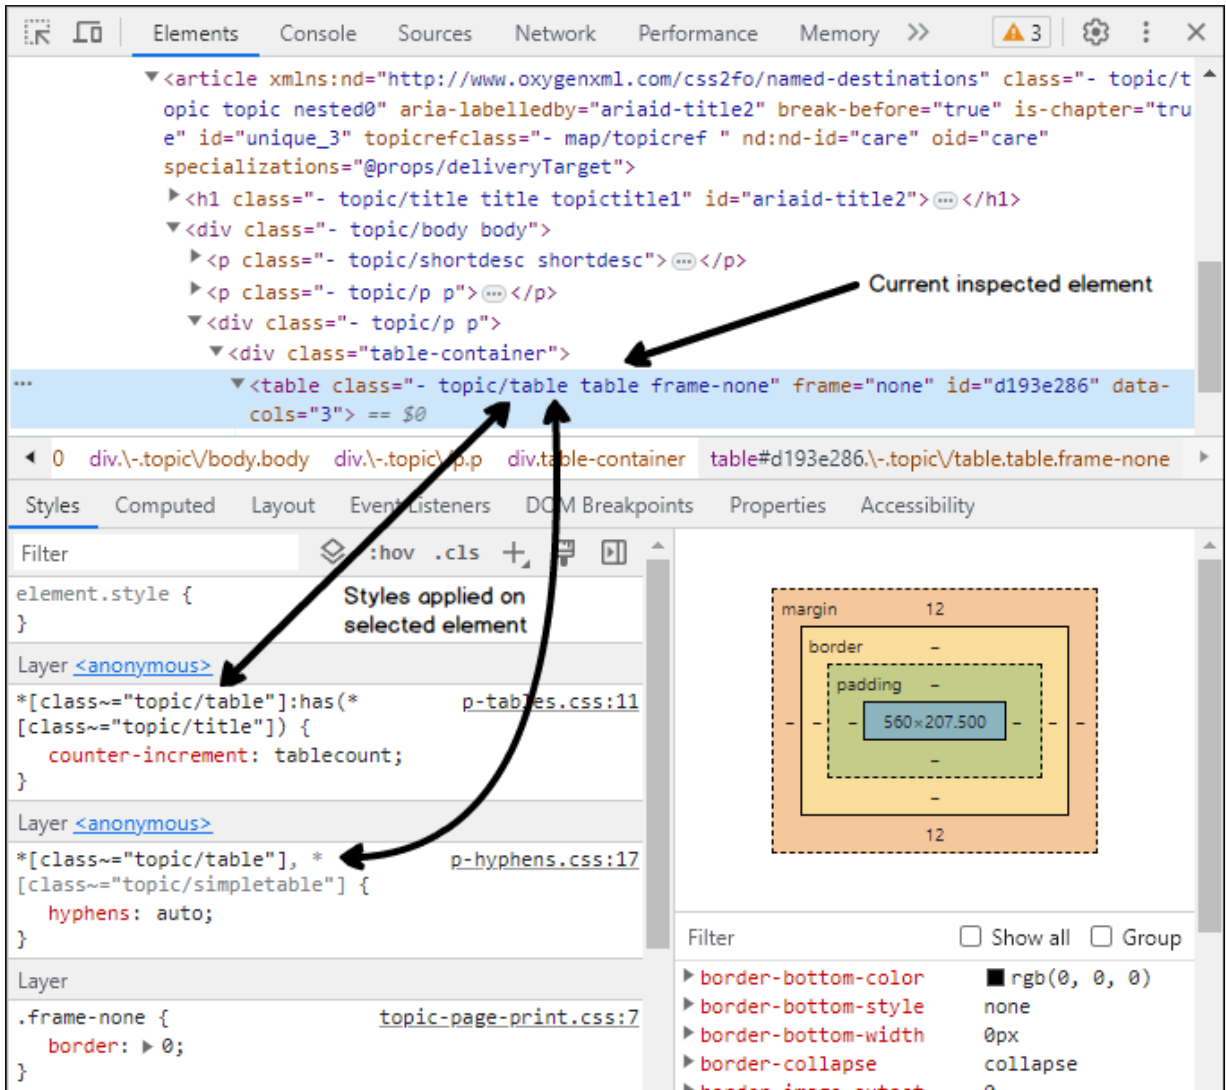 Elements Console Sources Network Performance Memory 3
<article xmlns:nd="http://www.oxygenxml.com/css2fo/named-destinations" class="- topic/t
opic topic nested0" aria-labelledby="ariaid-title2" break-before="true" is-chapter="tru
e" id="unique_3" topicrefclass="- map/topicref " nd:nd-id="care" oid="care"
specializations="@props/deliveryTarget">
<h1 class="- topic/title title topictitle1" id="ariaid-title2">…</h1>
<div class="- topic/body body">
<p class="- topic/shortdesc shortdesc">…</p>
<p class="- topic/p p">…</p>
Current inspected element
<div class="- topic/p p">
<div class="table-container">
… <table class="- topic/table table frame-none" frame="none" id="d193e286" data-
cols="3"> == $0
0 div.\-.topic\/body.body div.\-.topic\/p.p div.table-container table#d193e286.\-.topic\/table.table.frame-none
Styles Computed Layout Event Listeners DOM Breakpoints Properties Accessibility
Filter :hov .cls
element.style {
}
Styles applied on
selected element
Layer <anonymous>
*[class~="topic/table"]:has(* p-tables.css:11
[class~="topic/title"]) {
counter-increment: tablecount;
}
Layer <anonymous>
*[class~="topic/table"], * p-hyphens.css:17
[class~="topic/simpletable"] {
hyphens: auto;
}
Layer
.frame-none { topic-page-print.css:7
border: 0;
}
margin 12
border –
padding –
– – – 560×207.500 – – –
–
–
12
Filter Show all Group
border-bottom-color rgb(0, 0, 0)
border-bottom-style none
border-bottom-width 0px
border-collapse collapse